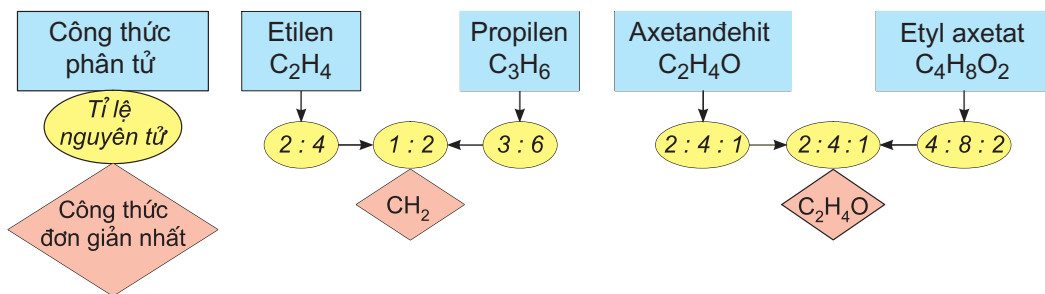 Công thức
phân tử
Tỉ lệ
nguyên tử
Công thức
đơn giản nhất
Etilen
C₂H₄
Propilen
C₃H₆
2 : 4
1 : 2
3 : 6
CH₂
Axetanđehit
C₂H₄O
Etyl axetat
C₄H₈O₂
2 : 4 : 1
2 : 4 : 1
4 : 8 : 2
C₂H₄O